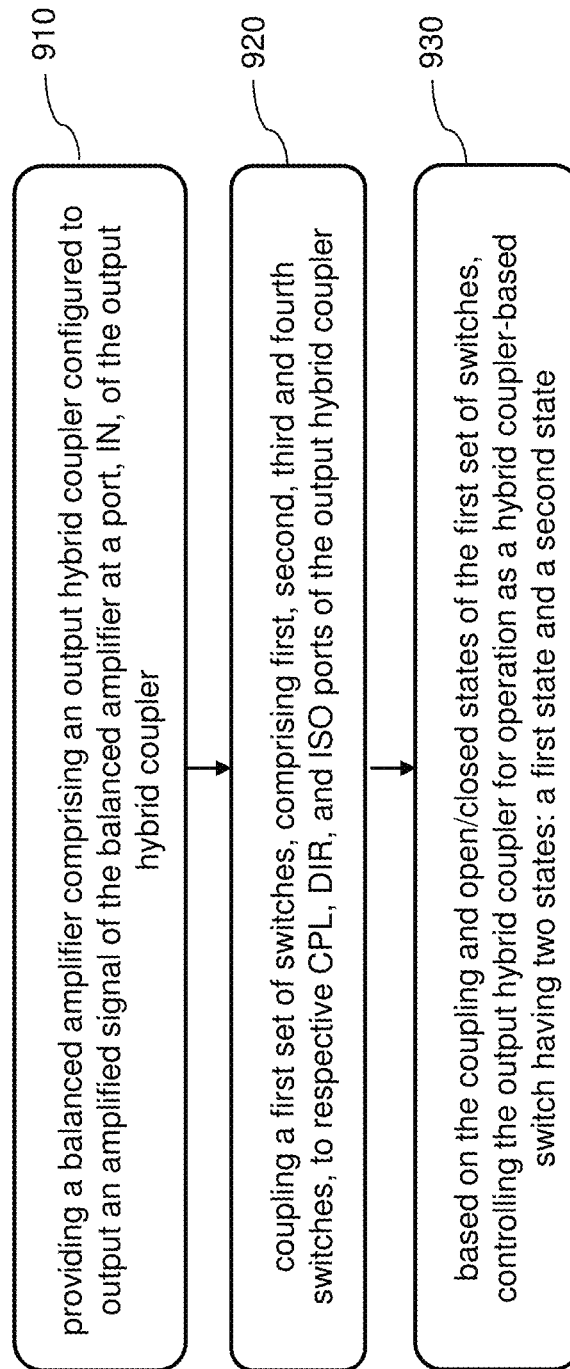 910
providing a balanced amplifier comprising an output hybrid coupler configured to
output an amplified signal of the balanced amplifier at a port, IN, of the output
hybrid coupler
920
coupling a first set of switches, comprising first, second, third and fourth
switches, to respective CPL, DIR, and ISO ports of the output hybrid coupler
930
based on the coupling and open/closed states of the first set of switches,
controlling the output hybrid coupler for operation as a hybrid coupler-based
switch having two states: a first state and a second state